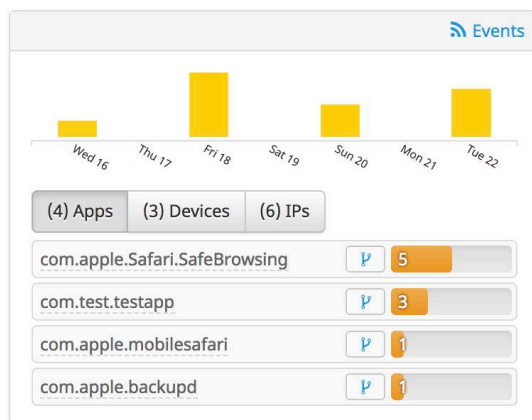 Events
Wed 16 Thu 17 Fri 18 Sat 19 Sun 20 Mon 21 Tue 22
(4) Apps (3) Devices (6) IPs
com.apple.Safari.SafeBrowsing 5
com.test.testapp 3
com.apple.mobilesafari 1
com.apple.backupd 1